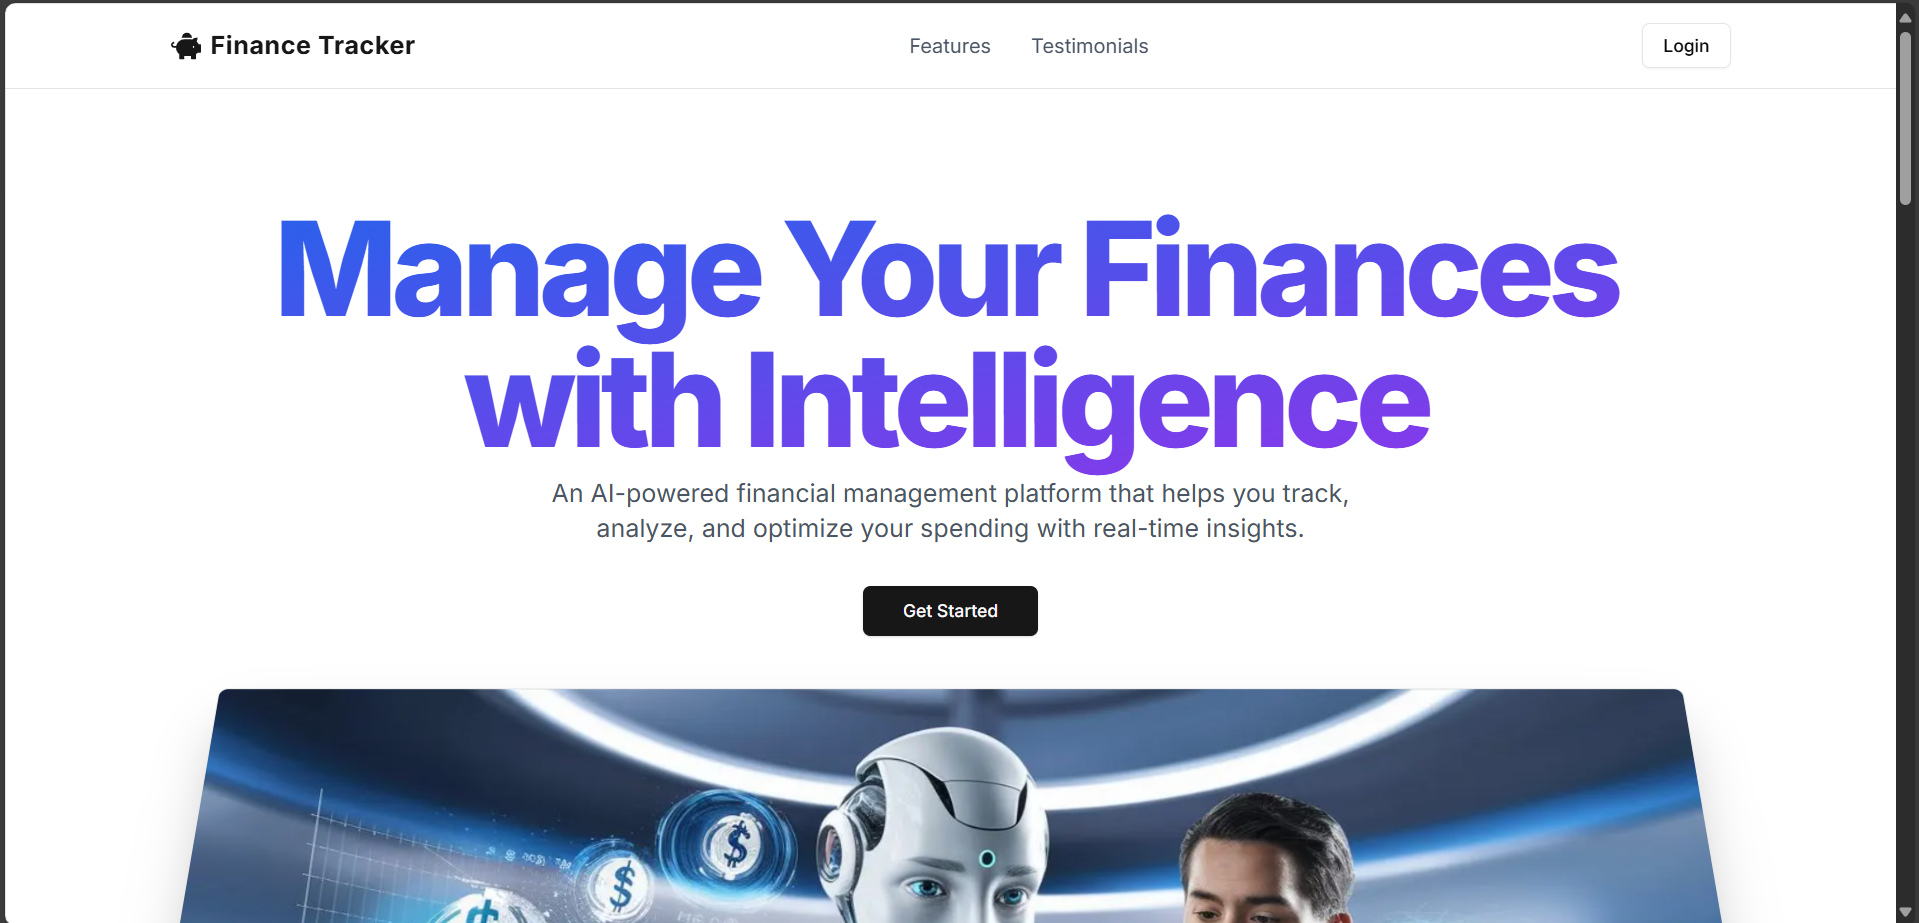 Finance Tracker
Features
Testimonials
Login
Manage Your Finances
with Intelligence
An AI-powered financial management platform that helps you track,
analyze, and optimize your spending with real-time insights.
Get Started
$
$